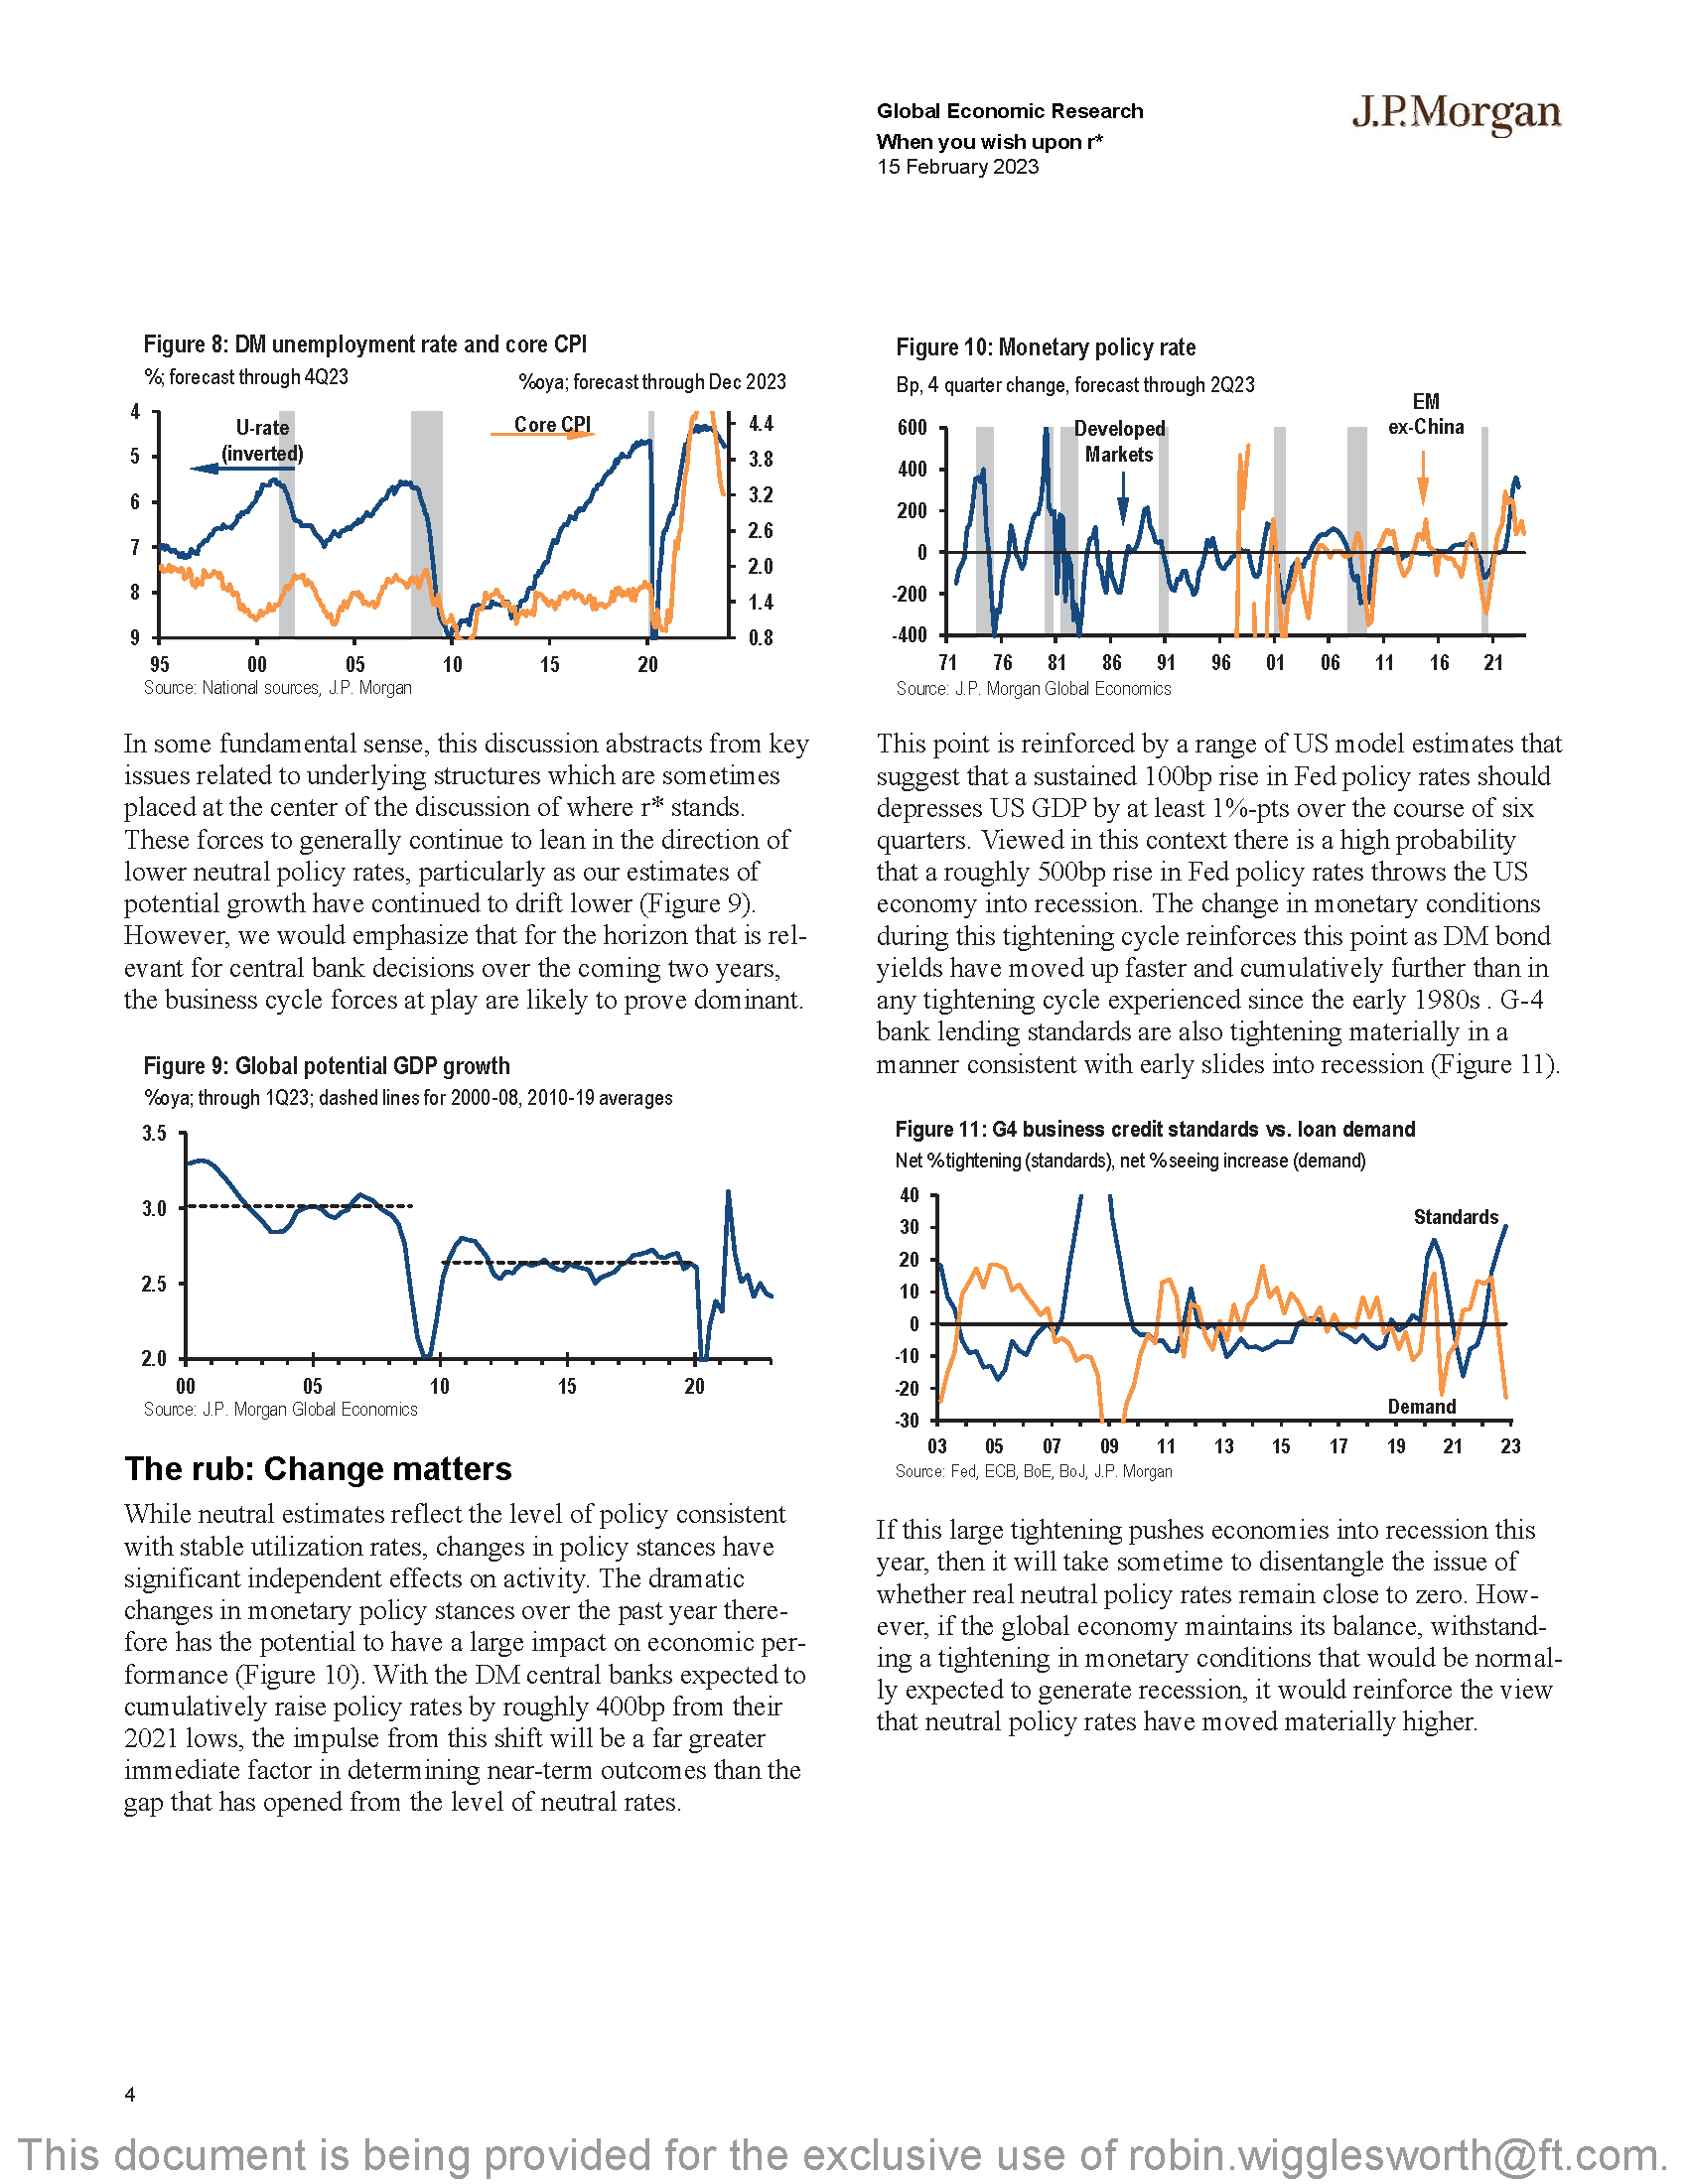 Global Economic Research
When you wish upon r*
15 February 2023
J.P.Morgan
Figure 8: DM unemployment rate and core CPI
%; forecast through 4Q23
%oya; forecast through Dec 2023
4
5
6
7
8
9
U-rate
(inverted)
Core CPI
4.4
3.8
3.2
2.6
2.0
1.4
0.8
95 00 05 10 15 20
Source: National sources, J.P. Morgan
In some fundamental sense, this discussion abstracts from key
issues related to underlying structures which are sometimes
placed at the center of the discussion of where r* stands.
These forces to generally continue to lean in the direction of
lower neutral policy rates, particularly as our estimates of
potential growth have continued to drift lower (Figure 9).
However, we would emphasize that for the horizon that is rel-
evant for central bank decisions over the coming two years,
the business cycle forces at play are likely to prove dominant.
Figure 9: Global potential GDP growth
%oya; through 1Q23; dashed lines for 2000-08, 2010-19 averages
3.5
3.0
2.5
2.0
00 05 10 15 20
Source: J.P. Morgan Global Economics
The rub: Change matters
While neutral estimates reflect the level of policy consistent
with stable utilization rates, changes in policy stances have
significant independent effects on activity. The dramatic
changes in monetary policy stances over the past year there-
fore has the potential to have a large impact on economic per-
formance (Figure 10). With the DM central banks expected to
cumulatively raise policy rates by roughly 400bp from their
2021 lows, the impulse from this shift will be a far greater
immediate factor in determining near-term outcomes than the
gap that has opened from the level of neutral rates.
Figure 10: Monetary policy rate
Bp, 4 quarter change, forecast through 2Q23
600
400
200
0
-200
-400
Developed
Markets
EM
ex-China
71 76 81 86 91 96 01 06 11 16 21
Source: J.P. Morgan Global Economics
This point is reinforced by a range of US model estimates that
suggest that a sustained 100bp rise in Fed policy rates should
depresses US GDP by at least 1%-pts over the course of six
quarters. Viewed in this context there is a high probability
that a roughly 500bp rise in Fed policy rates throws the US
economy into recession. The change in monetary conditions
during this tightening cycle reinforces this point as DM bond
yields have moved up faster and cumulatively further than in
any tightening cycle experienced since the early 1980s . G-4
bank lending standards are also tightening materially in a
manner consistent with early slides into recession (Figure 11).
Figure 11: G4 business credit standards vs. loan demand
Net % tightening (standards), net % seeing increase (demand)
40
30
20
10
0
-10
-20
-30
Standards
Demand
03 05 07 09 11 13 15 17 19 21 23
Source: Fed, ECB, BoE, BoJ, J.P. Morgan
If this large tightening pushes economies into recession this
year, then it will take sometime to disentangle the issue of
whether real neutral policy rates remain close to zero. How-
ever, if the global economy maintains its balance, withstand-
ing a tightening in monetary conditions that would be normal-
ly expected to generate recession, it would reinforce the view
that neutral policy rates have moved materially higher.
4
This document is being provided for the exclusive use of robin.wigglesworth@ft.com.